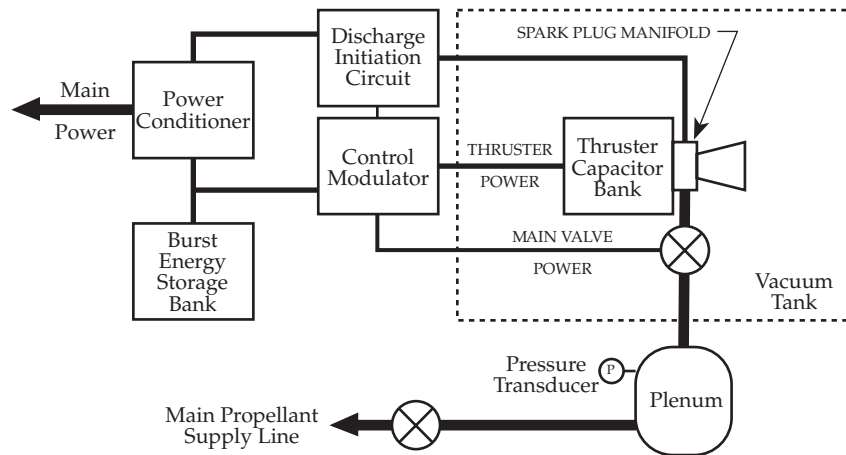 SPARK PLUG MANIFOLD
Discharge
Initiation
Circuit
Main
Power
Power
Conditioner
Control
Modulator
THRUSTER
POWER
Thruster
Capacitor
Bank
Burst
Energy
Storage
Bank
MAIN VALVE
POWER
Vacuum
Tank
Pressure
Transducer
P
Plenum
Main Propellant
Supply Line